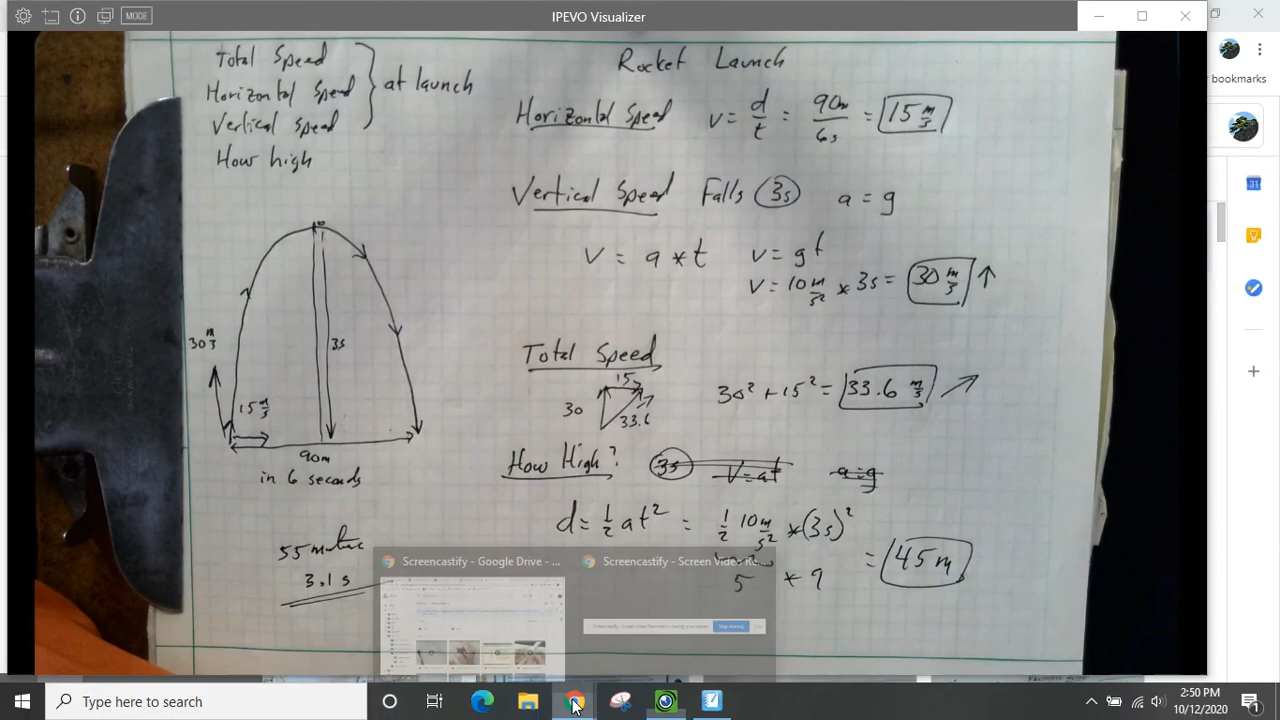 MODE
IPEVO Visualizer
bookmarks
Total Speed
Horizontal Speed
Vertical Speed
at launch
How high
Rocket Launch
Horizontal Speed v = d/t = 90m/6s = 15 m/s
Vertical Speed Falls 3s a = g
v = a * t v = gt
v = 10 m/s² * 3s = 30 m/s ↑
30 m/s
3s
15 m/s
90m
in 6 seconds
Total Speed
15
30
33.6
30² + 15² = 33.6 m/s
How High? 3s v = at a = g
d = 1/2 at² = 1/2 10 m/s² * (3s)²
5 * 9
= 45 m
3.1 s
Screencastify - Google Drive - ...
Screencastify - Screen Video Re...
Stop sharing
31
Type here to search
2:50 PM
10/12/2020
1